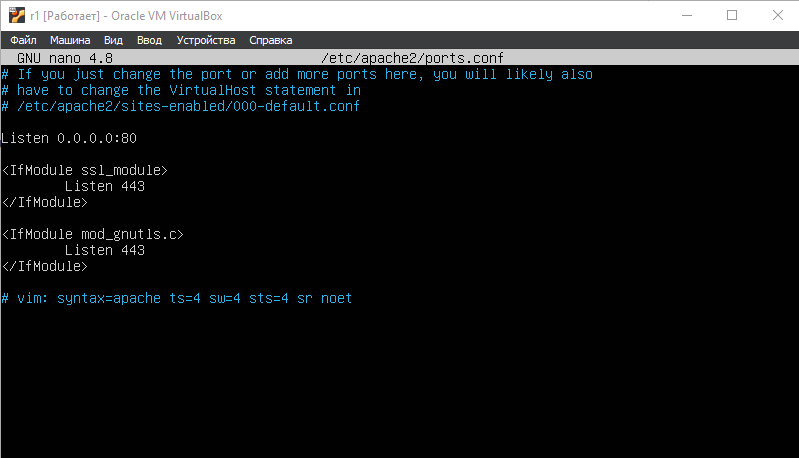 r1 [Работает] - Oracle VM VirtualBox
Файл Машина Вид Ввод Устройства Справка
GNU nano 4.8 /etc/apache2/ports.conf
# If you just change the port or add more ports here, you will likely also
# have to change the VirtualHost statement in
# /etc/apache2/sites-enabled/000-default.conf
Listen 0.0.0.0:80
<IfModule ssl_module>
Listen 443
</IfModule>
<IfModule mod_gnutls.c>
Listen 443
</IfModule>
# vim: syntax=apache ts=4 sw=4 sts=4 sr noet